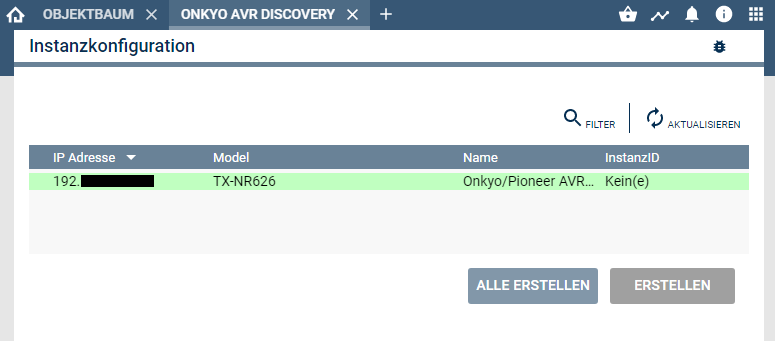 OBJEKTBAUM ONKYO AVR DISCOVERY
Instanzkonfiguration
FILTER AKTUALISIEREN
IP Adresse Model Name InstanzID
192. TX-NR626 Onkyo/Pioneer AVR... Kein(e)
ALLE ERSTELLEN ERSTELLEN